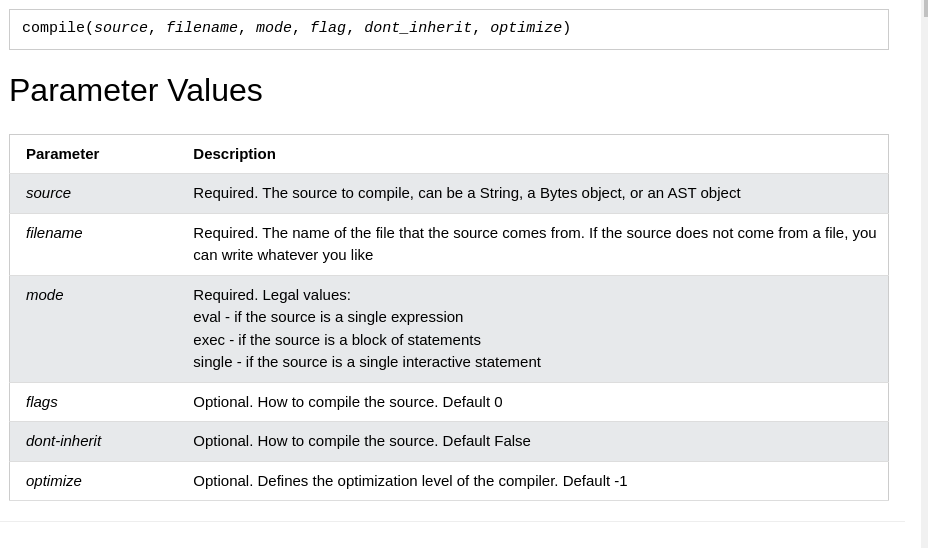 compile(source, filename, mode, flag, dont_inherit, optimize)
Parameter Values
Parameter Description
source Required. The source to compile, can be a String, a Bytes object, or an AST object
filename Required. The name of the file that the source comes from. If the source does not come from a file, you
can write whatever you like
mode Required. Legal values:
eval - if the source is a single expression
exec - if the source is a block of statements
single - if the source is a single interactive statement
flags Optional. How to compile the source. Default 0
dont-inherit Optional. How to compile the source. Default False
optimize Optional. Defines the optimization level of the compiler. Default -1